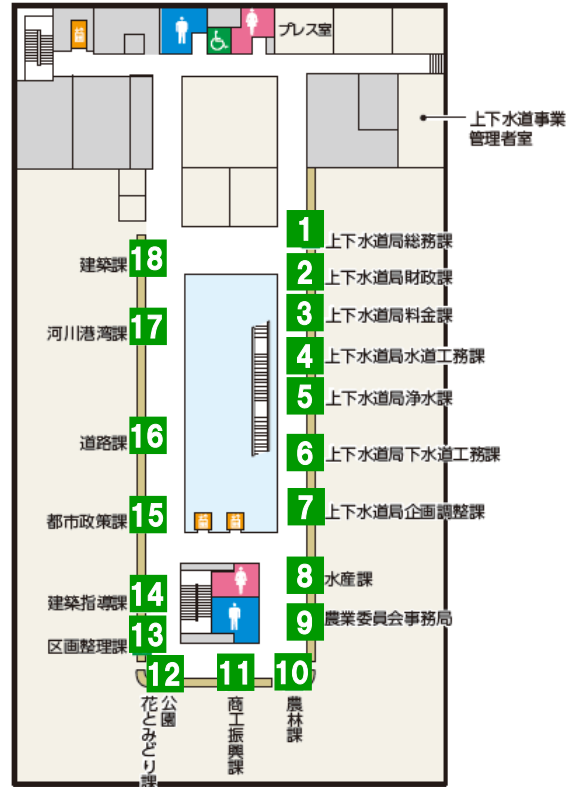 プレス室
上下水道事業
管理者室
1
上下水道局総務課
2
上下水道局財政課
3
上下水道局料金課
4
上下水道局水道工務課
5
上下水道局浄水課
6
上下水道局下水道工務課
7
上下水道局企画調整課
8
水産課
9
農業委員会事務局
10
農林課
11
商工振興課
12
公園
花とみどり課
13
区画整理課
14
建築指導課
15
都市政策課
16
道路課
17
河川港湾課
18
建築課